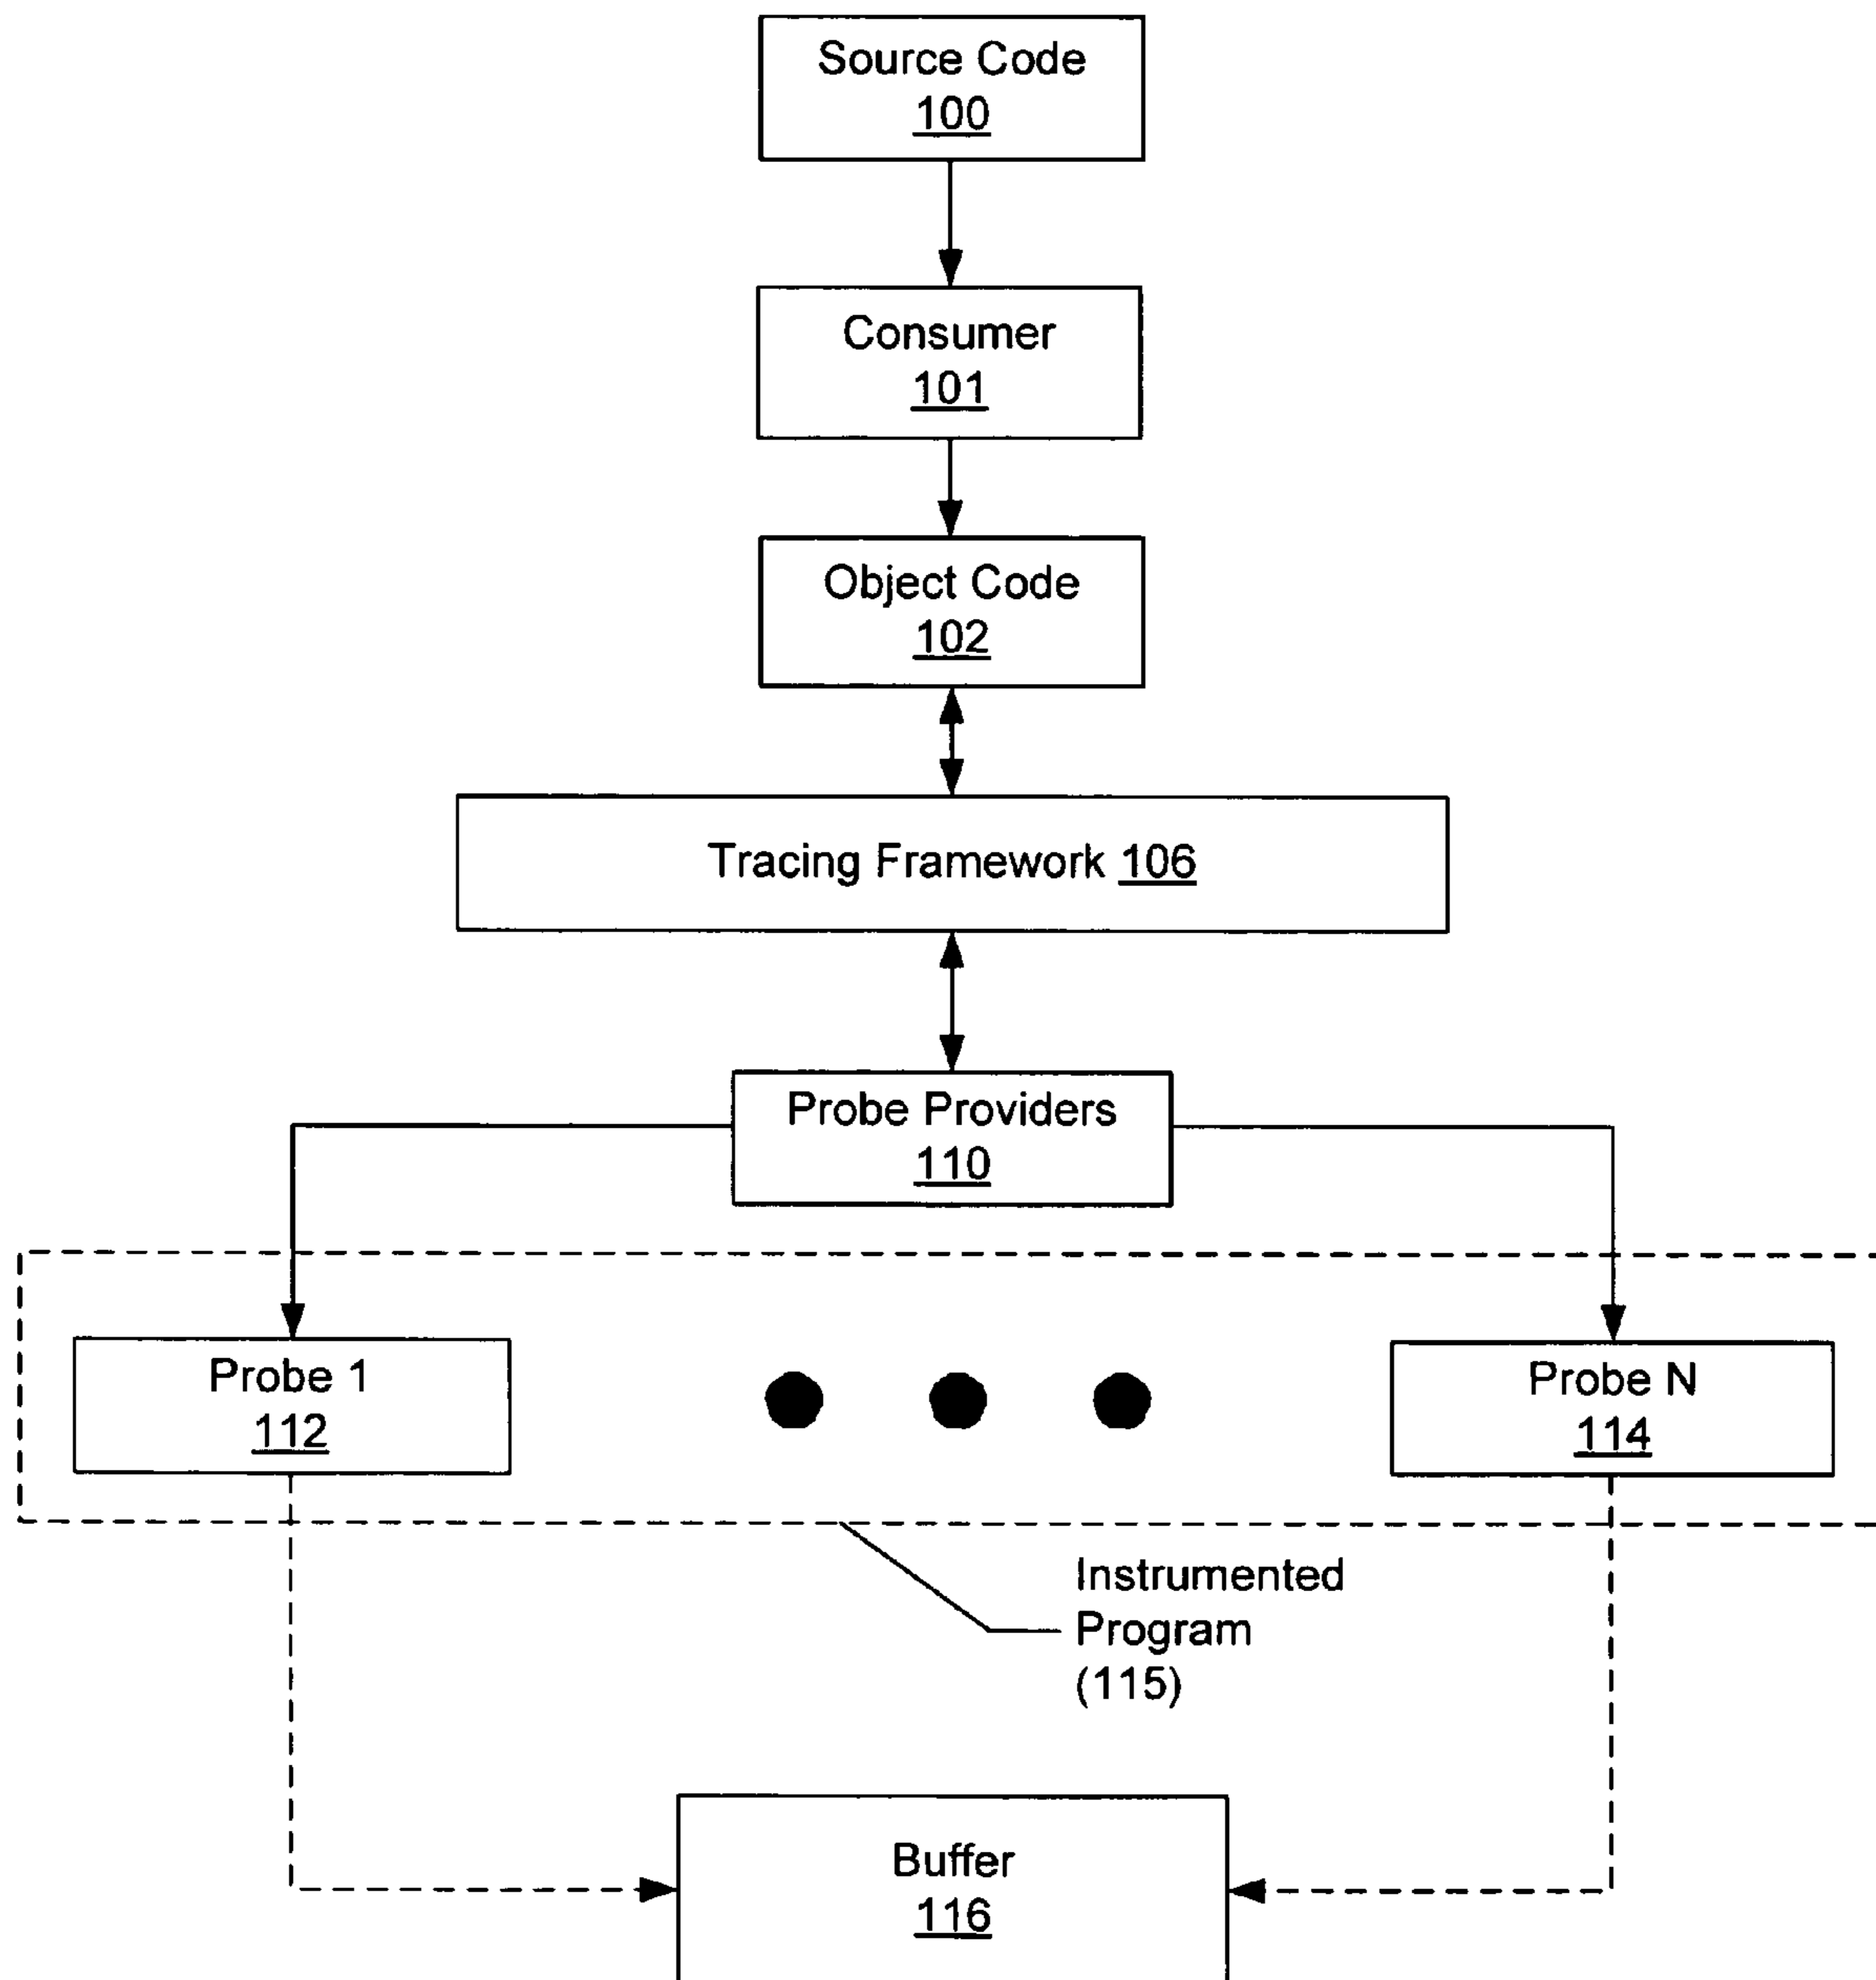 Source Code
100
Consumer
101
Object Code
102
Tracing Framework 106
Probe Providers
110
Probe 1
112
Probe N
114
Instrumented
Program
(115)
Buffer
116